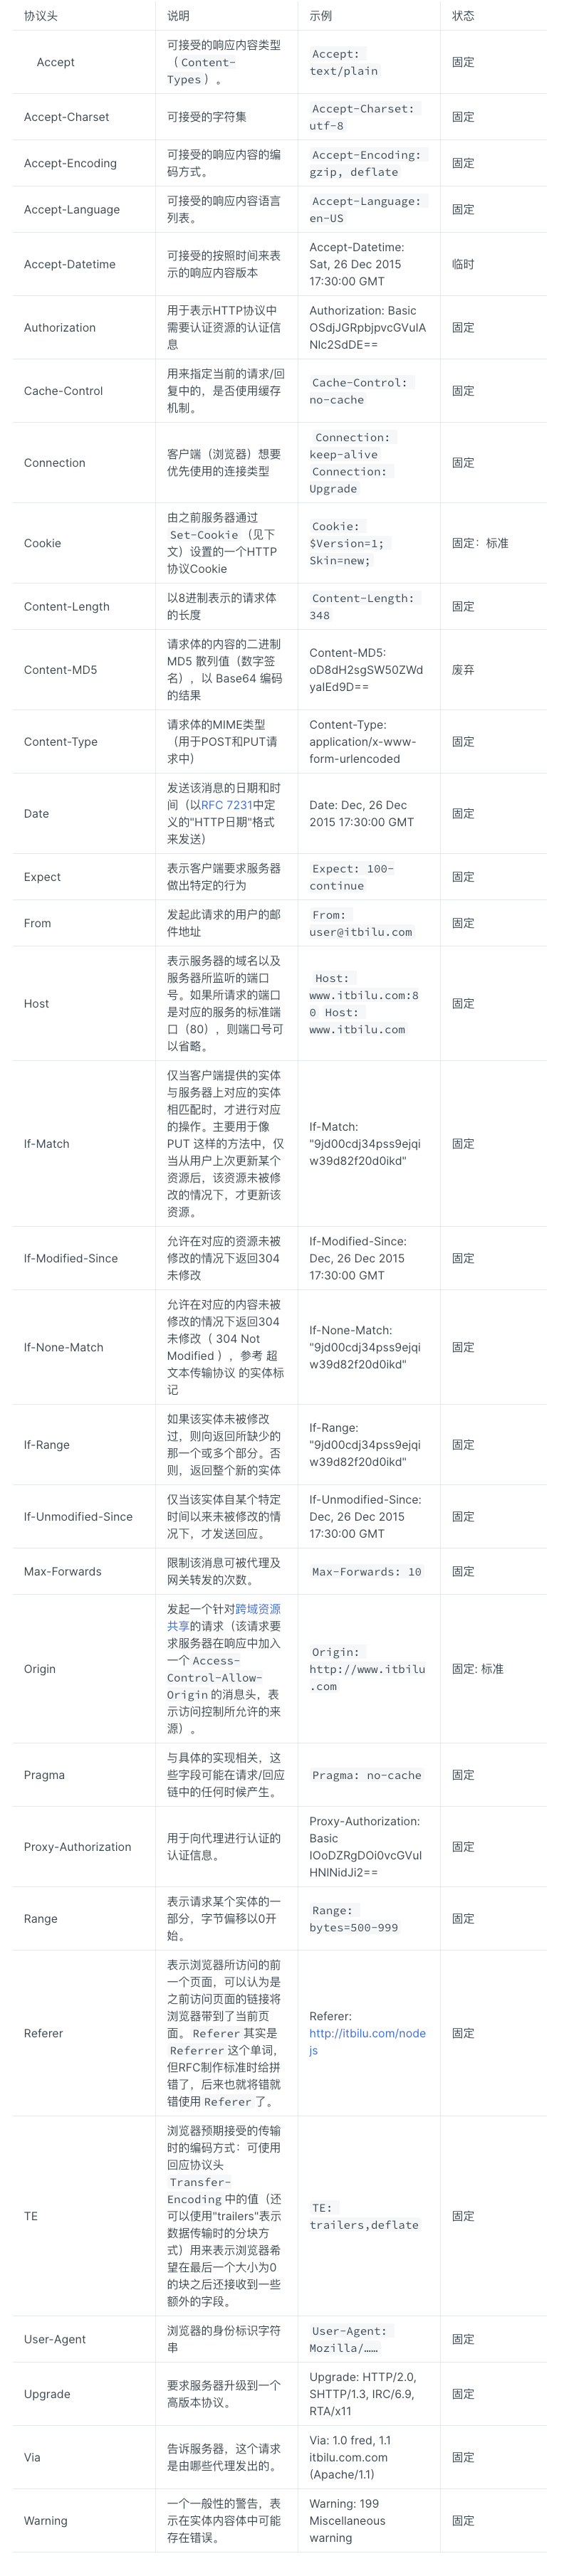 协议头 说明 示例 状态
Accept 可接受的响应内容类型（Content-Types）。 Accept: text/plain 固定
Accept-Charset 可接受的字符集 Accept-Charset: utf-8 固定
Accept-Encoding 可接受的响应内容的编码方式。 Accept-Encoding: gzip, deflate 固定
Accept-Language 可接受的响应内容语言列表。 Accept-Language: en-US 固定
Accept-Datetime 可接受的按照时间来表示的响应内容版本 Accept-Datetime: Sat, 26 Dec 2015 17:30:00 GMT 临时
Authorization 用于表示HTTP协议中需要认证资源的认证信息 Authorization: Basic OSdjJGRpbjpvcGVuIANlc2SdDE== 固定
Cache-Control 用来指定当前的请求/回复中的，是否使用缓存机制。 Cache-Control: no-cache 固定
Connection 客户端（浏览器）想要优先使用的连接类型 Connection: keep-alive Connection: Upgrade 固定
Cookie 由之前服务器通过Set-Cookie（见下文）设置的一个HTTP协议Cookie Cookie: $Version=1; Skin=new; 固定：标准
Content-Length 以8进制表示的请求体的长度 Content-Length: 348 固定
Content-MD5 请求体的内容的二进制 MD5 散列值（数字签名），以 Base64 编码的结果 Content-MD5: oD8dH2sgSW50ZWdyaIEd9D== 废弃
Content-Type 请求体的MIME类型（用于POST和PUT请求中） Content-Type: application/x-www-form-urlencoded 固定
Date 发送该消息的日期和时间（以RFC 7231中定义的"HTTP日期"格式来发送） Date: Dec, 26 Dec 2015 17:30:00 GMT 固定
Expect 表示客户端要求服务器做出特定的行为 Expect: 100-continue 固定
From 发起此请求的用户的邮件地址 From: user@itbilu.com 固定
Host 表示服务器的域名以及服务器所监听的端口号。如果所请求的端口是对应的服务的标准端口（80），则端口号可以省略。 Host: www.itbilu.com:80 Host: www.itbilu.com 固定
If-Match 仅当客户端提供的实体与服务器上对应的实体相匹配时，才进行对应的操作。主要用于像 PUT 这样的方法中，仅当从用户上次更新某个资源后，该资源未被修改的情况下，才更新该资源。 If-Match: "9jd00cdj34pss9ejqiw39d82f20d0ikd" 固定
If-Modified-Since 允许在对应的资源未被修改的情况下返回304未修改 If-Modified-Since: Dec, 26 Dec 2015 17:30:00 GMT 固定
If-None-Match 允许在对应的内容未被修改的情况下返回304未修改（ 304 Not Modified ），参考 超文本传输协议 的实体标记 If-None-Match: "9jd00cdj34pss9ejqiw39d82f20d0ikd" 固定
If-Range 如果该实体未被修改过，则向返回所缺少的那一个或多个部分。否则，返回整个新的实体 If-Range: "9jd00cdj34pss9ejqiw39d82f20d0ikd" 固定
If-Unmodified-Since 仅当该实体自某个特定时间以来未被修改的情况下，才发送回应。 If-Unmodified-Since: Dec, 26 Dec 2015 17:30:00 GMT 固定
Max-Forwards 限制该消息可被代理及网关转发的次数。 Max-Forwards: 10 固定
Origin 发起一个针对跨域资源共享的请求（该请求要求服务器在响应中加入一个Access-Control-Allow-Origin的消息头，表示访问控制所允许的来源）。 Origin: http://www.itbilu.com 固定: 标准
Pragma 与具体的实现相关，这些字段可能在请求/回应链中的任何时候产生。 Pragma: no-cache 固定
Proxy-Authorization 用于向代理进行认证的认证信息。 Proxy-Authorization: Basic IOoDZRgDOi0vcGVuIHNlNidJi2== 固定
Range 表示请求某个实体的一部分，字节偏移以0开始。 Range: bytes=500-999 固定
Referer 表示浏览器所访问的前一个页面，可以认为是之前访问页面的链接将浏览器带到了当前页面。Referer其实是Referrer这个单词，但RFC制作标准时给拼错了，后来也就将错就错使用Referer了。 Referer: http://itbilu.com/nodejs 固定
TE 浏览器预期接受的传输时的编码方式：可使用回应协议头Transfer-Encoding中的值（还可以使用"trailers"表示数据传输时的分块方式）用来表示浏览器希望在最后一个大小为0的块之后还接收到一些额外的字段。 TE: trailers,deflate 固定
User-Agent 浏览器的身份标识字符串 User-Agent: Mozilla/…… 固定
Upgrade 要求服务器升级到一个高版本协议。 Upgrade: HTTP/2.0, SHTTP/1.3, IRC/6.9, RTA/x11 固定
Via 告诉服务器，这个请求是由哪些代理发出的。 Via: 1.0 fred, 1.1 itbilu.com.com (Apache/1.1) 固定
Warning 一个一般性的警告，表示在实体内容体中可能存在错误。 Warning: 199 Miscellaneous warning 固定